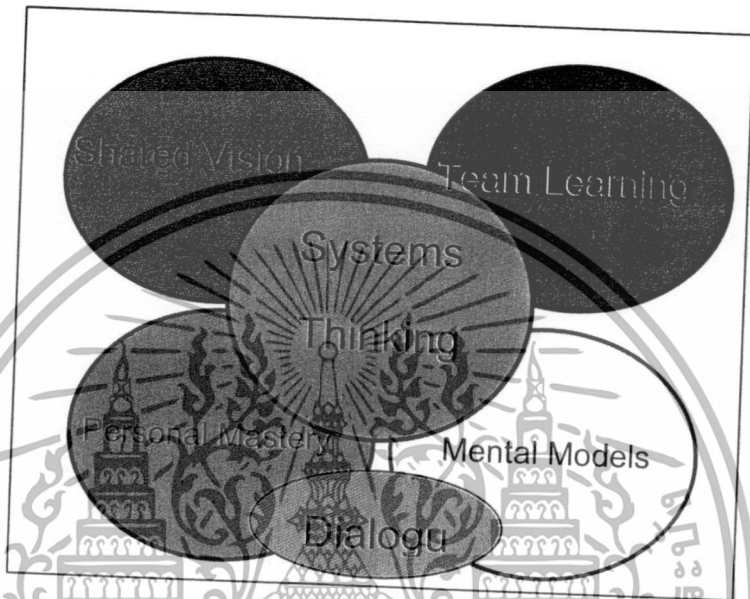 Shared Vision
Team Learning
Systems
Thinking
Personal Mastery
Mental Models
Dialogu